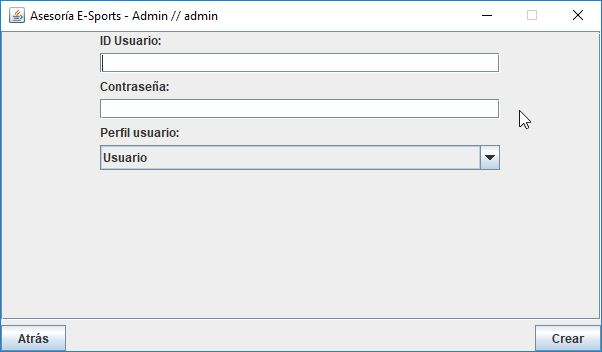 Asesoría E-Sports - Admin // admin
ID Usuario:
Contraseña:
Perfil usuario:
Usuario
Atrás
Crear